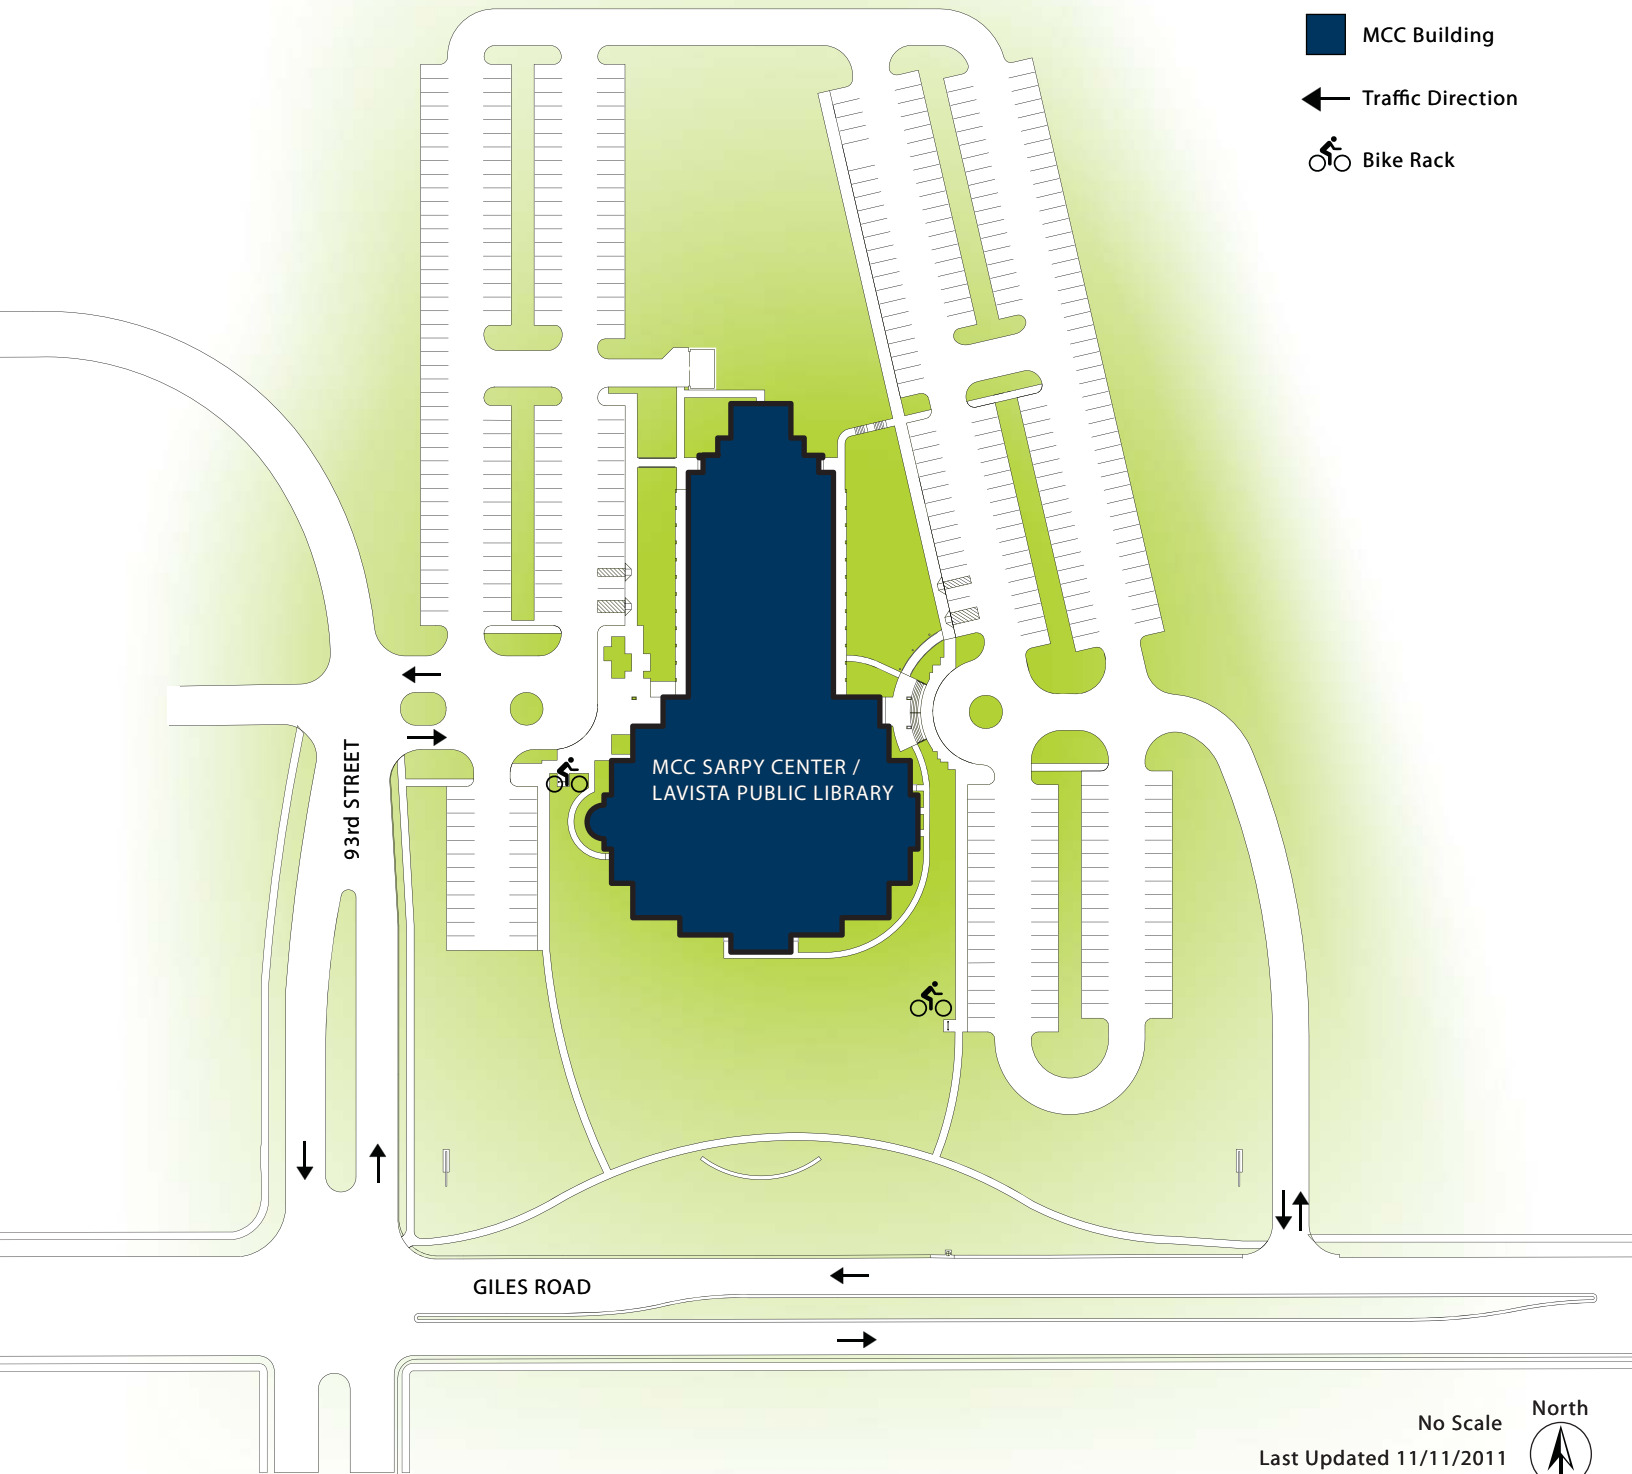 MCC Building
Traffic Direction
Bike Rack
MCC SARPY CENTER /
LAVISTA PUBLIC LIBRARY
93rd STREET
GILES ROAD
North
No Scale
Last Updated 11/11/2011